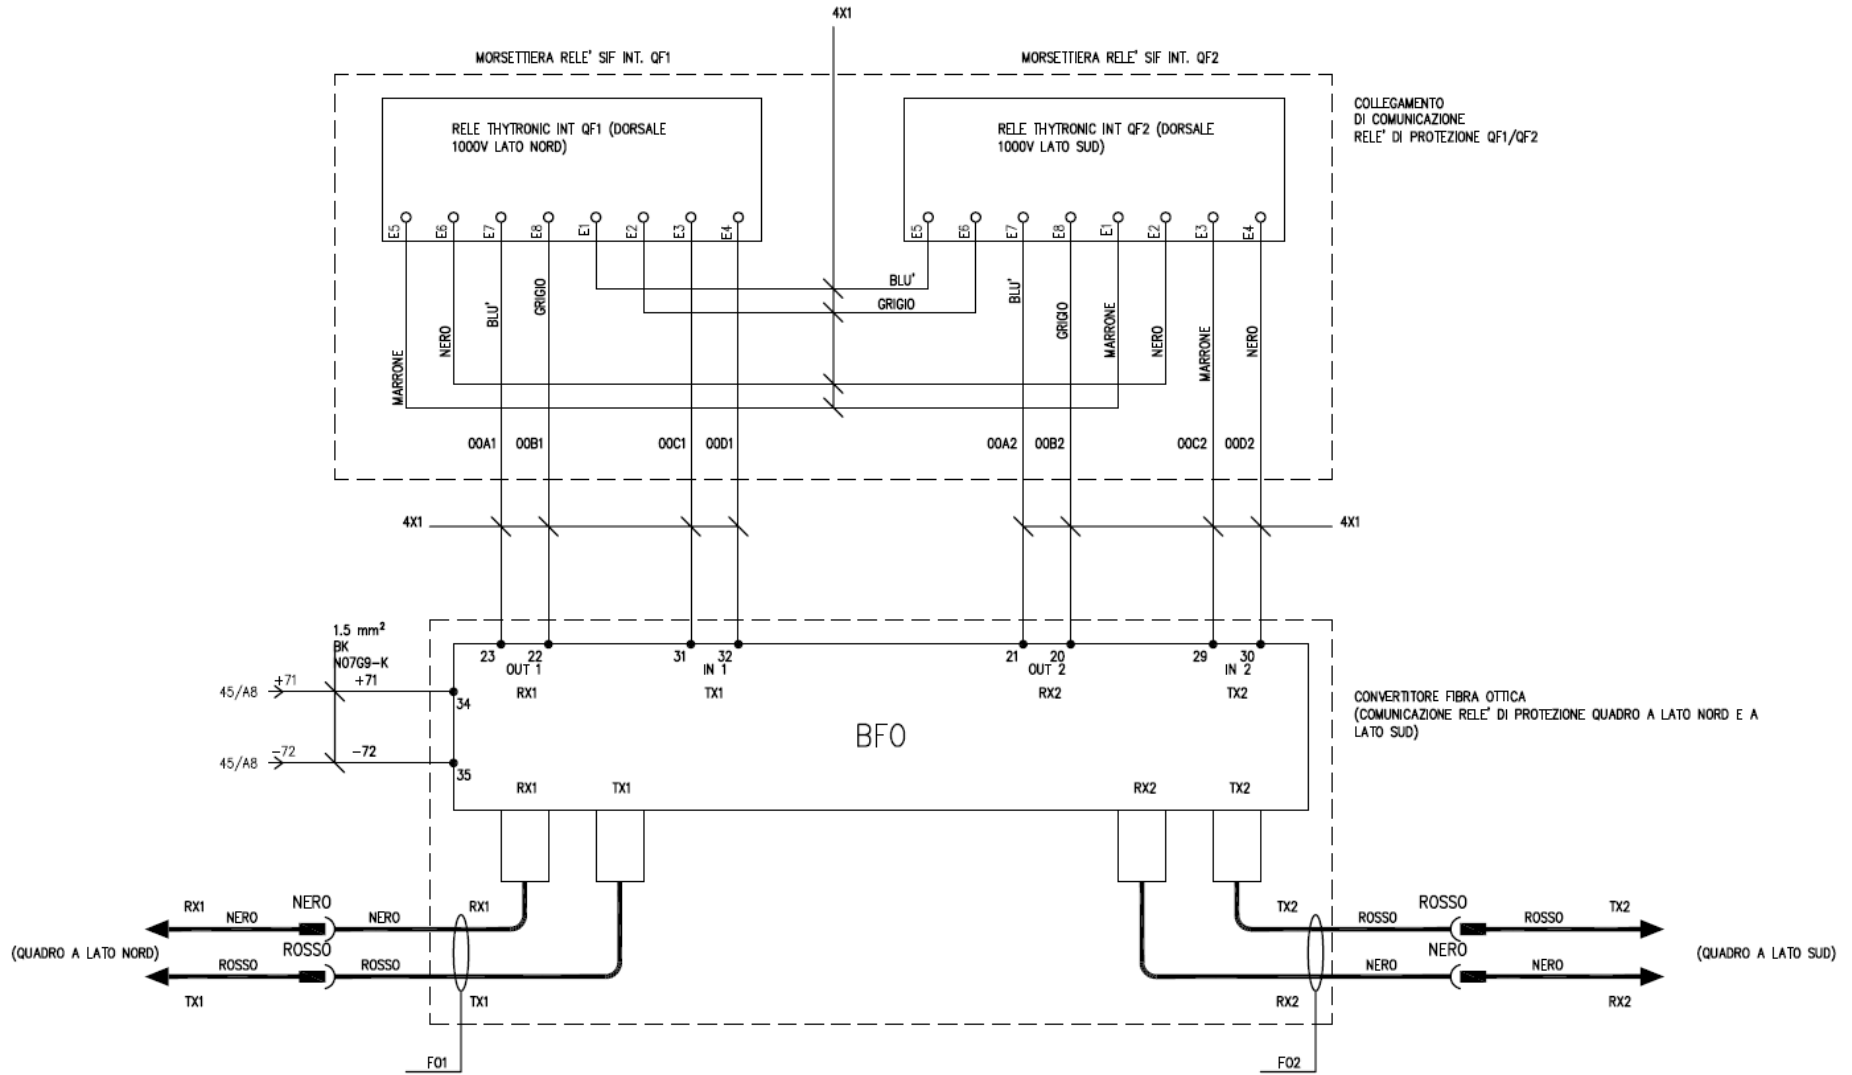 4X1
MORSETTIERA RELE' SIF INT. QF1
MORSETTIERA RELE' SIF INT. QF2
RELE THYTRONIC INT QF1 (DORSALE
1000V LATO NORD)
RELE THYTRONIC INT QF2 (DORSALE
1000V LATO SUD)
COLLEGAMENTO
DI COMUNICAZIONE
RELE' DI PROTEZIONE QF1/QF2
E5 E6 E7 E8 E1 E2 E3 E4
E5 E6 E7 E8 E1 E2 E3 E4
BLU'
GRIGIO
MARRONE
NERO
BLU'
GRIGIO
BLU'
GRIGIO
MARRONE
NERO
MARRONE
NERO
00A1 00B1 00C1 00D1
00A2 00B2 00C2 00D2
4X1
4X1
1.5 mm²
BK
N07G9-K
45/A8 +71 +71 34
45/A8 -72 -72 35
23 22 31 32
OUT 1 IN 1
RX1 TX1
21 20 29 30
OUT 2 IN 2
RX2 TX2
BFO
RX1 TX1 RX2 TX2
CONVERTITORE FIBRA OTTICA
(COMUNICAZIONE RELE' DI PROTEZIONE QUADRO A LATO NORD E A
LATO SUD)
RX1 NERO RX1
NERO NERO
(QUADRO A LATO NORD) ROSSO
ROSSO ROSSO
TX1 TX1
FO1
TX2 ROSSO TX2
ROSSO ROSSO
NERO (QUADRO A LATO SUD)
NERO NERO
RX2 RX2
FO2